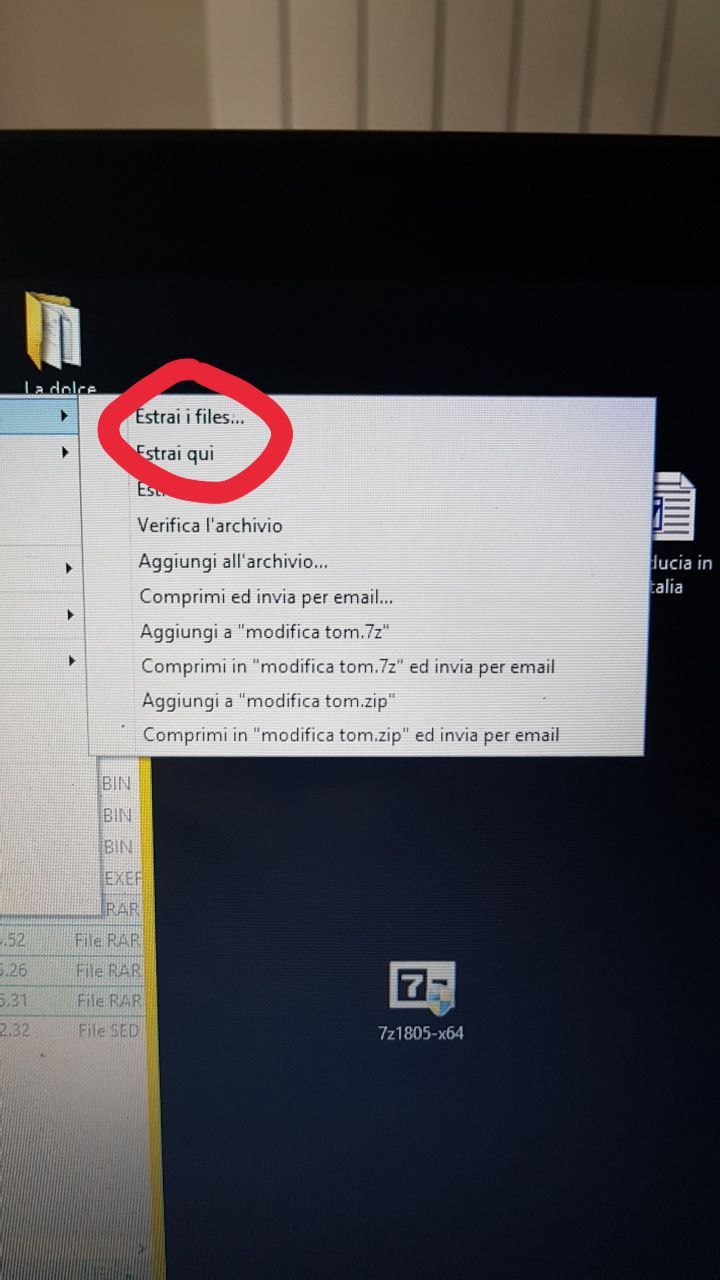 La dolce
Estrai i files...
Estrai qui
Verifica l'archivio
Aggiungi all'archivio...
Comprimi ed invia per email...
Aggiungi a "modifica tom.7z"
Comprimi in "modifica tom.7z" ed invia per email
Aggiungi a "modifica tom.zip"
Comprimi in "modifica tom.zip" ed invia per email
ducia in
talia
BIN
BIN
BIN
RAR
.52 File RAR
5.26 File RAR
5.31 File RAR
2.32 File SED
7z1805-x64